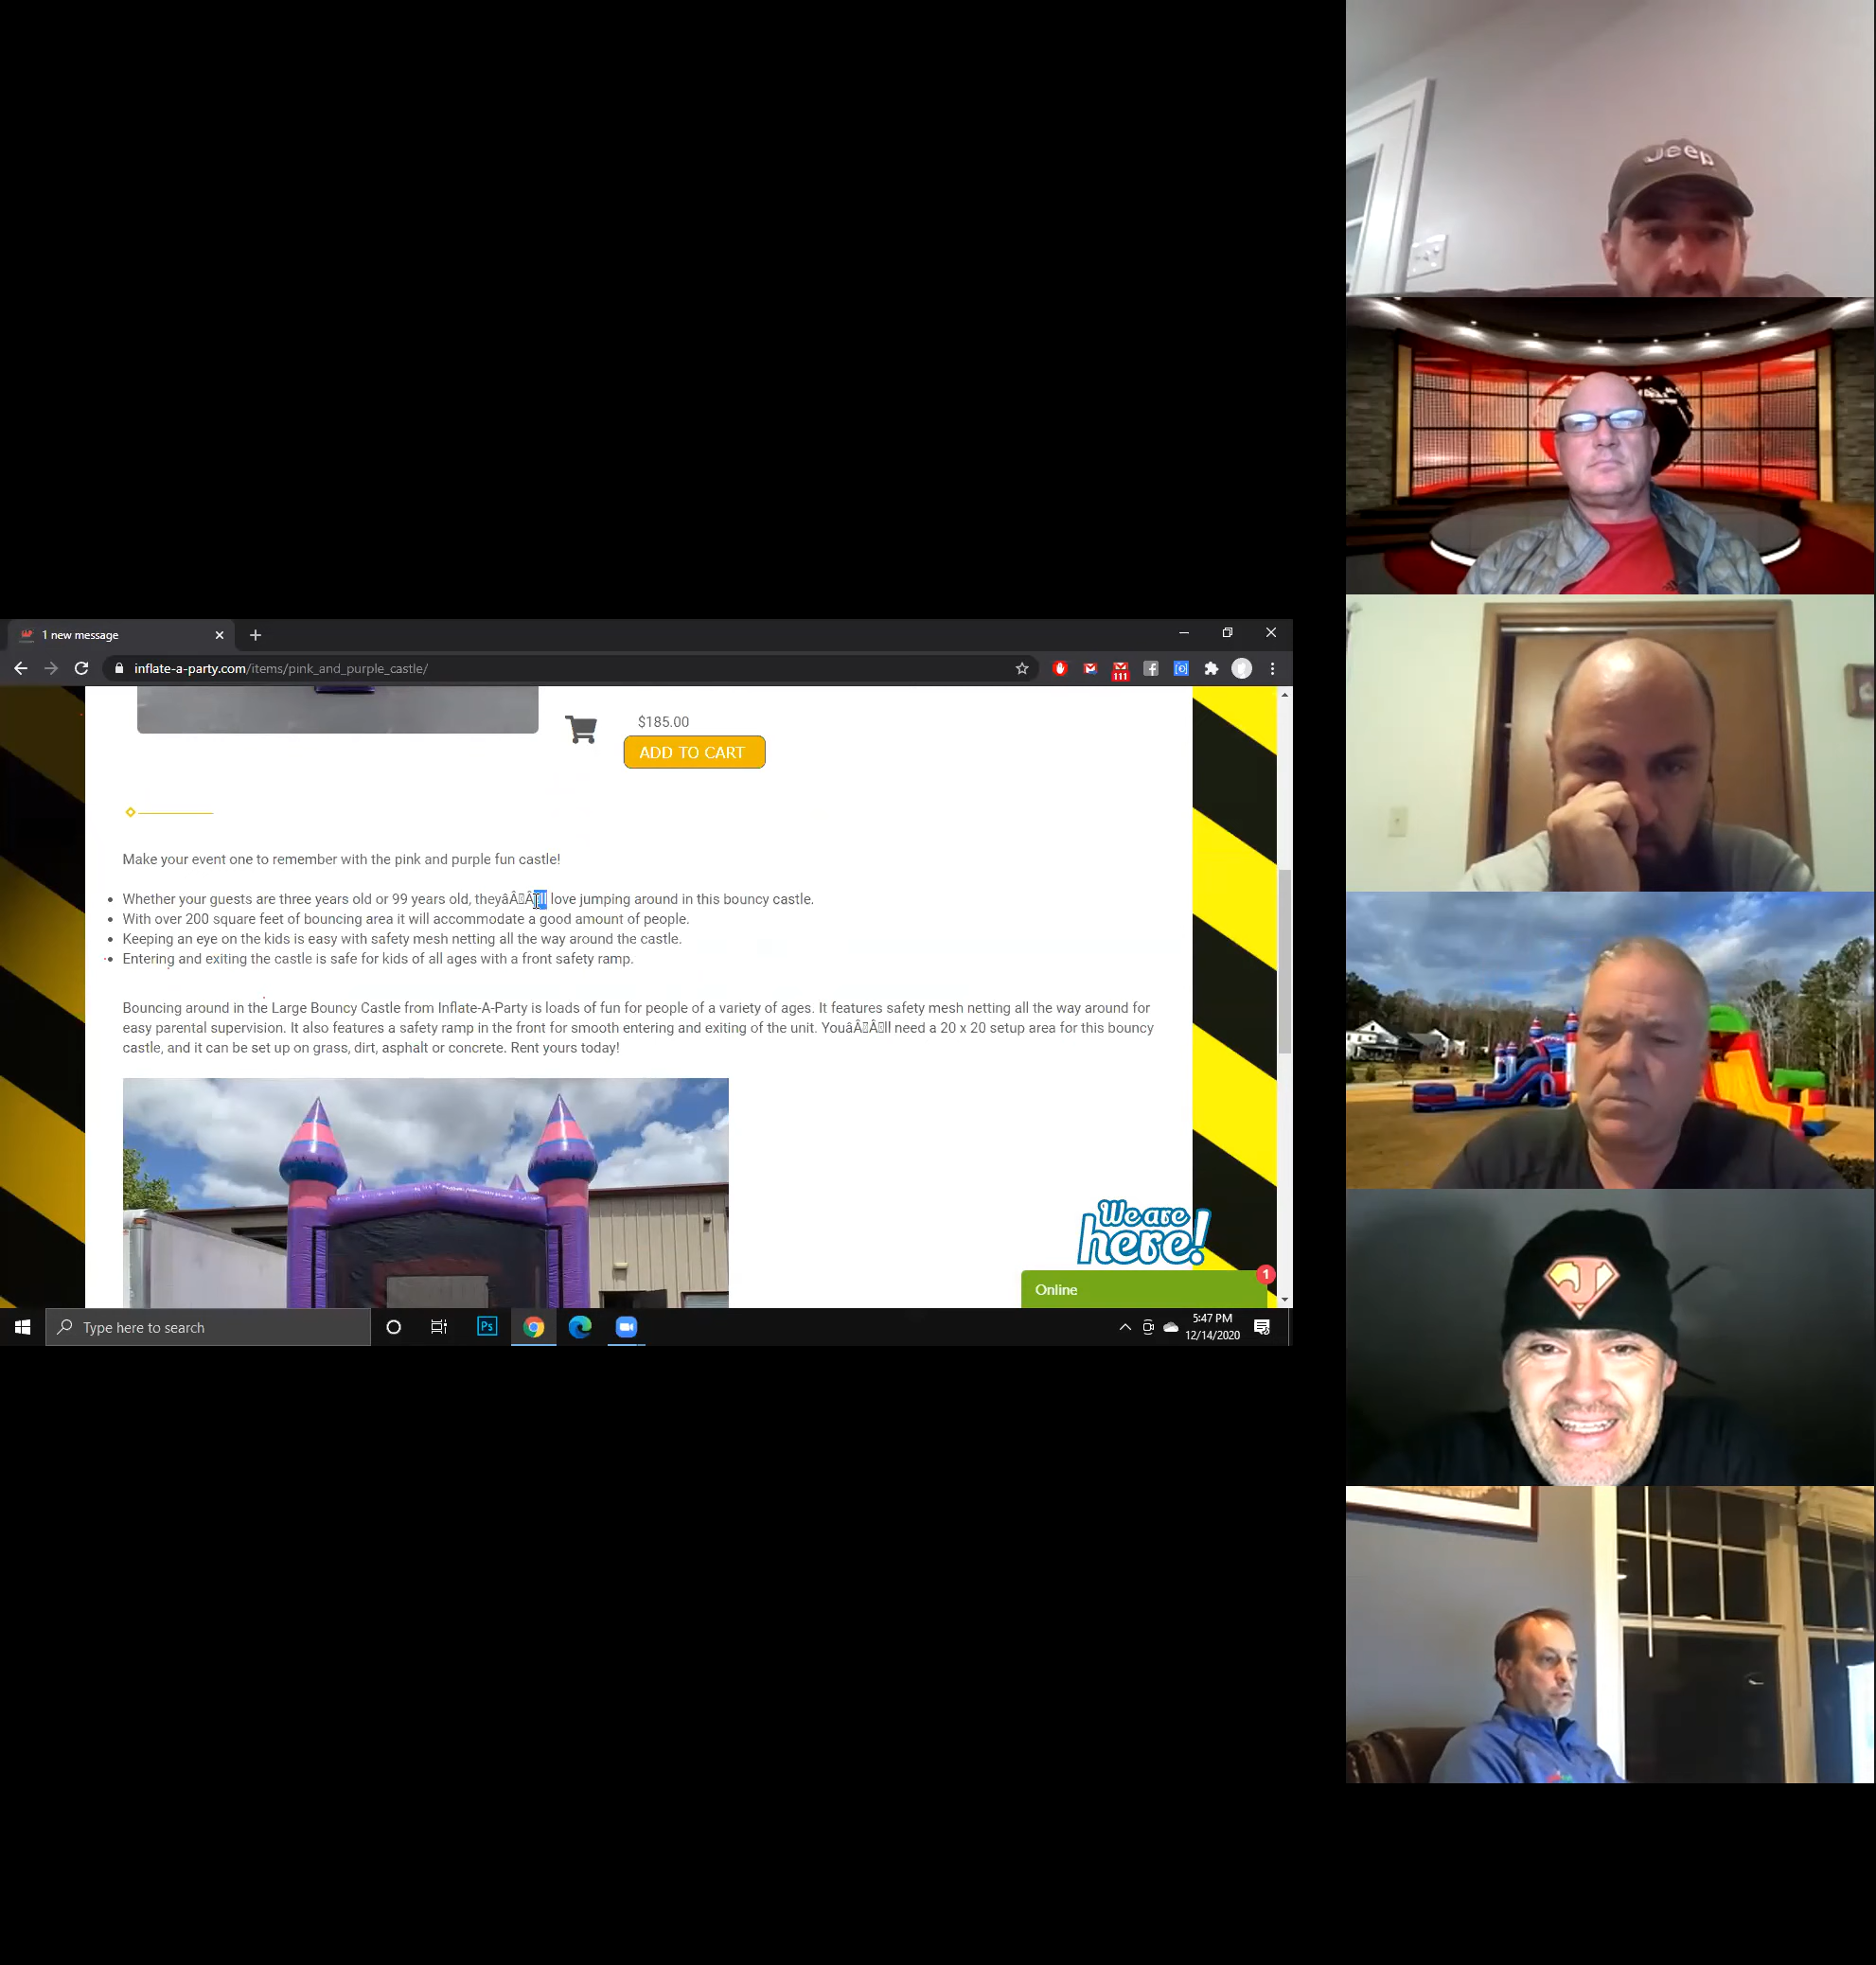 Jeep
1 new message
inflate-a-party.com/items/pink_and_purple_castle/
111
$185.00
ADD TO CART
Make your event one to remember with the pink and purple fun castle!
Whether your guests are three years old or 99 years old, theyâÂ▯Â▯ll love jumping around in this bouncy castle.
With over 200 square feet of bouncing area it will accommodate a good amount of people.
Keeping an eye on the kids is easy with safety mesh netting all the way around the castle.
Entering and exiting the castle is safe for kids of all ages with a front safety ramp.
Bouncing around in the Large Bouncy Castle from Inflate-A-Party is loads of fun for people of a variety of ages. It features safety mesh netting all the way around for
easy parental supervision. It also features a safety ramp in the front for smooth entering and exiting of the unit. YouâÂ▯Â▯ll need a 20 x 20 setup area for this bouncy
castle, and it can be set up on grass, dirt, asphalt or concrete. Rent yours today!
We are
here!
Online
1
Type here to search
Ps
5:47 PM
12/14/2020
J